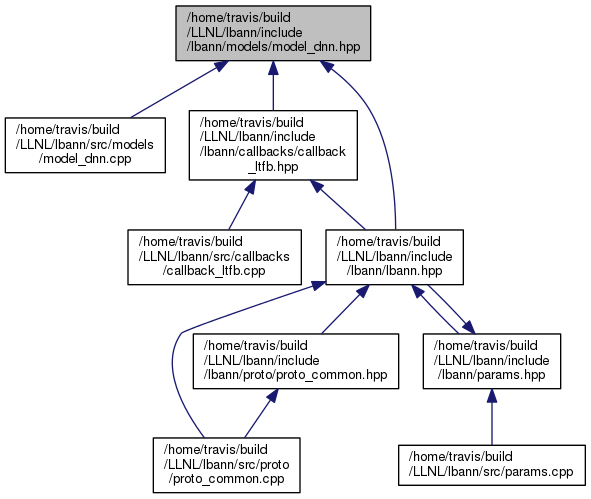 /home/travis/build
/LLNL/lbann/include
/lbann/models/model_dnn.hpp
/home/travis/build
/LLNL/lbann/src/models
/model_dnn.cpp
/home/travis/build
/LLNL/lbann/include
/lbann/callbacks/callback
_ltfb.hpp
/home/travis/build
/LLNL/lbann/src/callbacks
/callback_ltfb.cpp
/home/travis/build
/LLNL/lbann/include
/lbann/lbann.hpp
/home/travis/build
/LLNL/lbann/include
/lbann/proto/proto_common.hpp
/home/travis/build
/LLNL/lbann/include
/lbann/params.hpp
/home/travis/build
/LLNL/lbann/src/proto
/proto_common.cpp
/home/travis/build
/LLNL/lbann/src/params.cpp